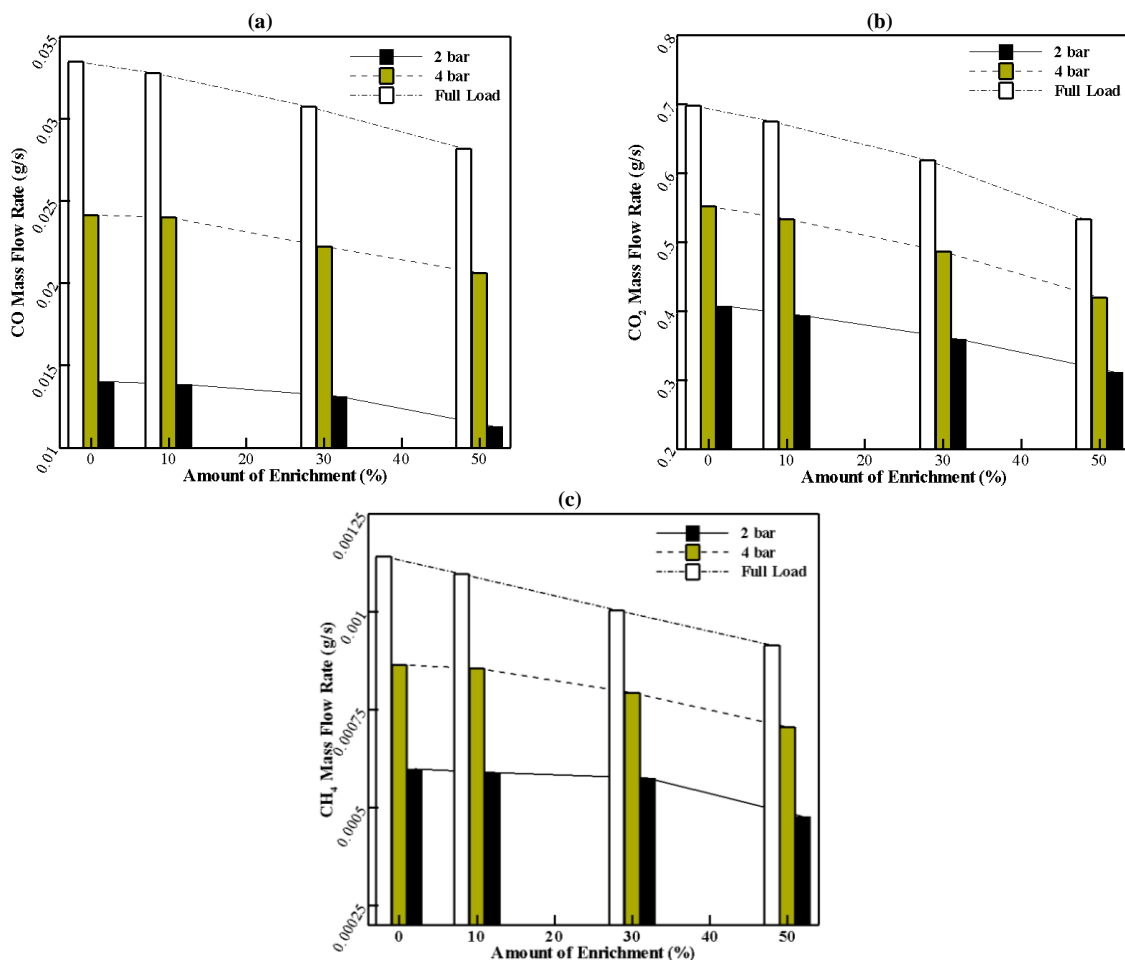 (a)
0.035
0.03
0.025
0.02
0.015
0.01
CO Mass Flow Rate (g/s)
2 bar
4 bar
Full Load
0 10 20 30 40 50
Amount of Enrichment (%)
(b)
0.8
0.7
0.6
0.5
0.4
0.3
0.2
CO₂ Mass Flow Rate (g/s)
2 bar
4 bar
Full Load
0 10 20 30 40 50
Amount of Enrichment (%)
(c)
0.00125
0.001
0.00075
0.0005
0.00025
CH₄ Mass Flow Rate (g/s)
2 bar
4 bar
Full Load
0 10 20 30 40 50
Amount of Enrichment (%)